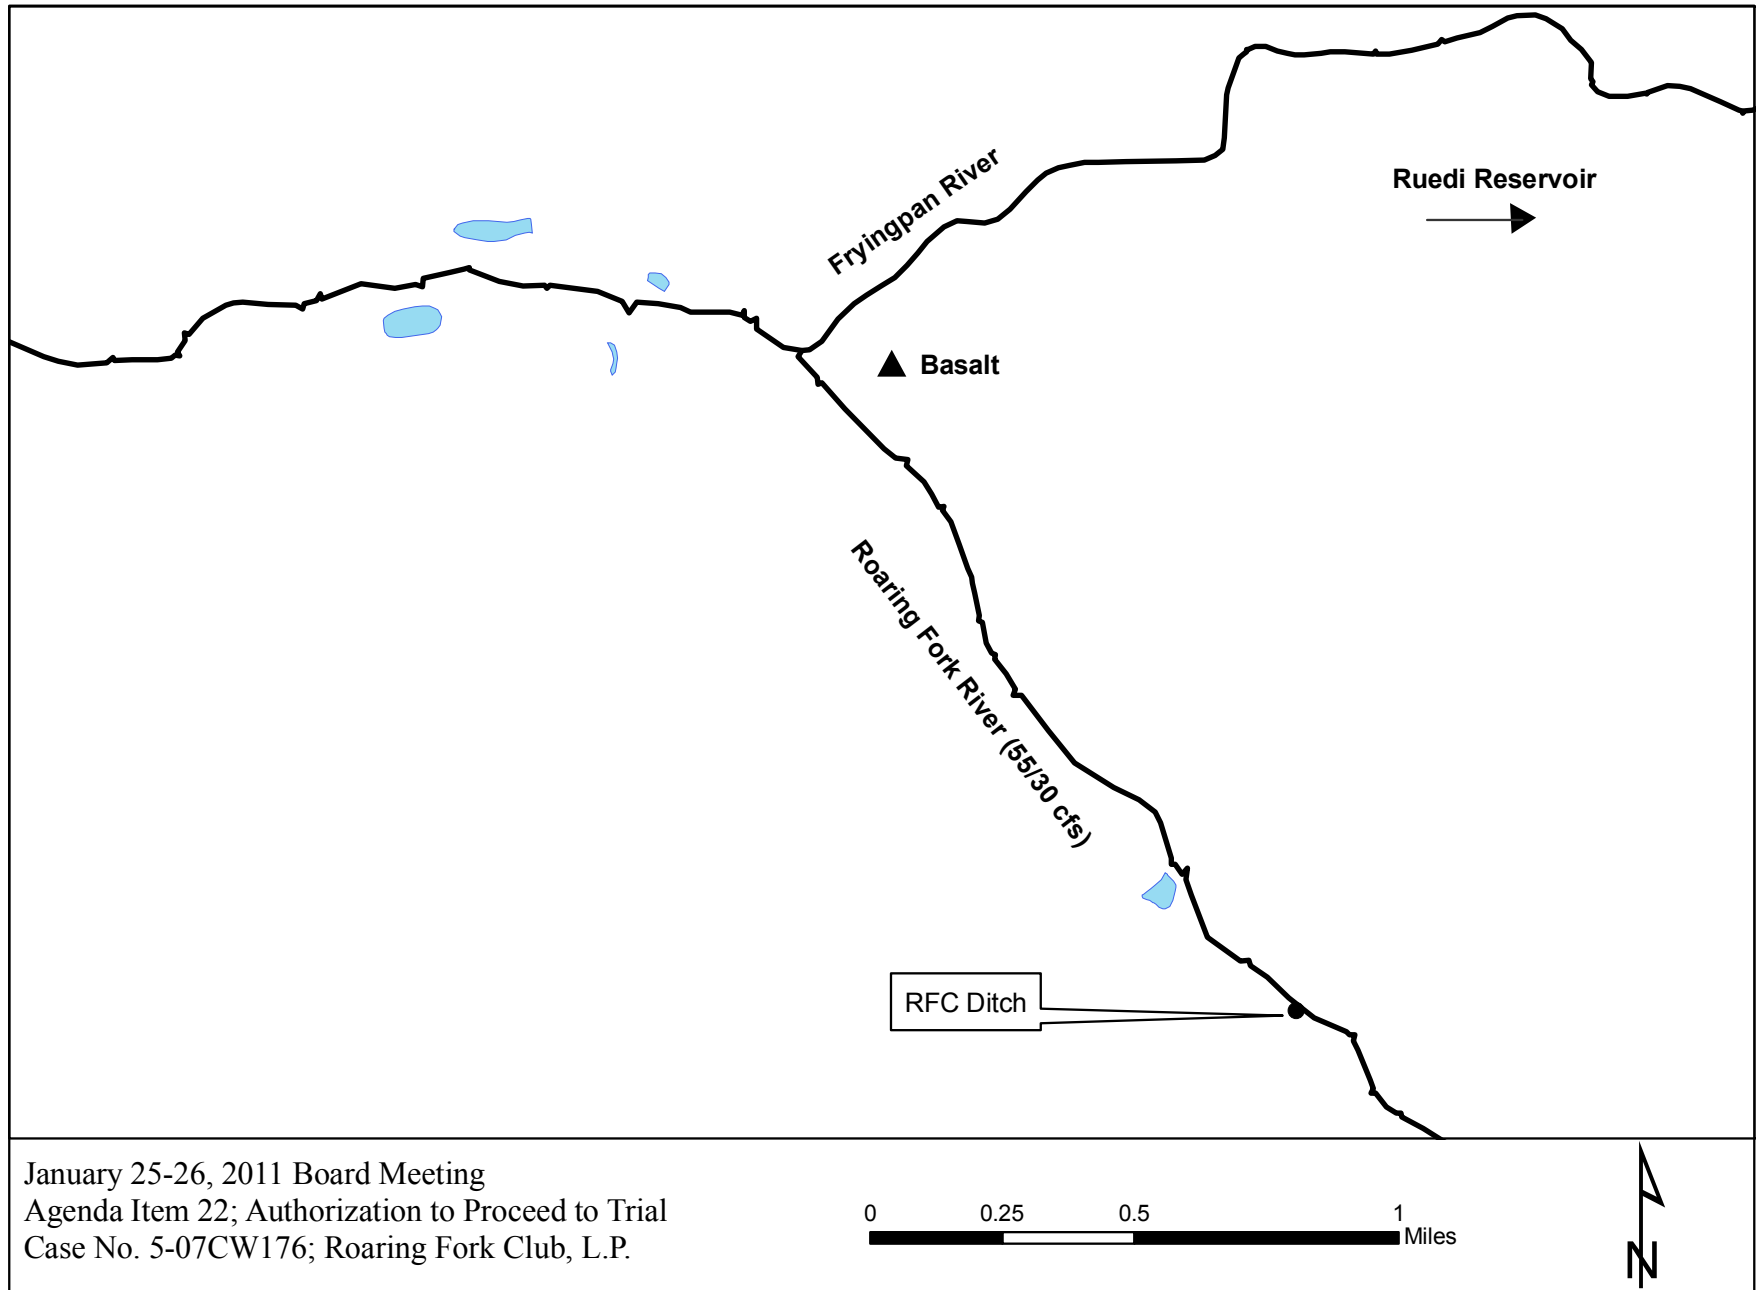 Fryingpan River
Ruedi Reservoir
Basalt
Roaring Fork River (55/30 cfs)
RFC Ditch
January 25-26, 2011 Board Meeting
Agenda Item 22; Authorization to Proceed to Trial
Case No. 5-07CW176; Roaring Fork Club, L.P.
0 0.25 0.5 1
Miles
N